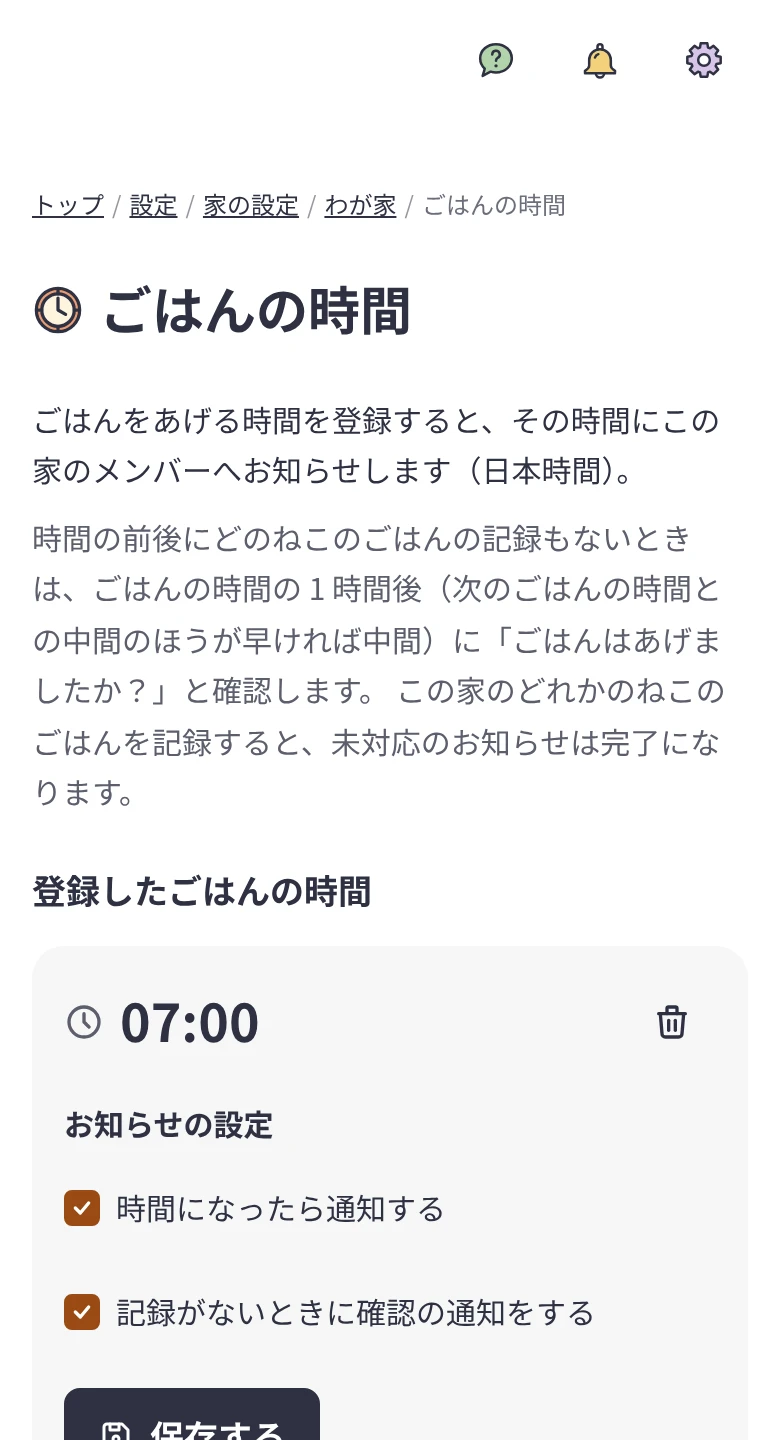 トップ / 設定 / 家の設定 / わが家 / ごはんの時間
ごはんの時間
ごはんをあげる時間を登録すると、その時間にこの
家のメンバーへお知らせします（日本時間）。
時間の前後にどのねこのごはんの記録もないとき
は、ごはんの時間の 1 時間後（次のごはんの時間と
の中間のほうが早ければ中間）に「ごはんはあげま
したか？」と確認します。 この家のどれかのねこの
ごはんを記録すると、未対応のお知らせは完了にな
ります。
登録したごはんの時間
07:00
お知らせの設定
時間になったら通知する
記録がないときに確認の通知をする
保存する